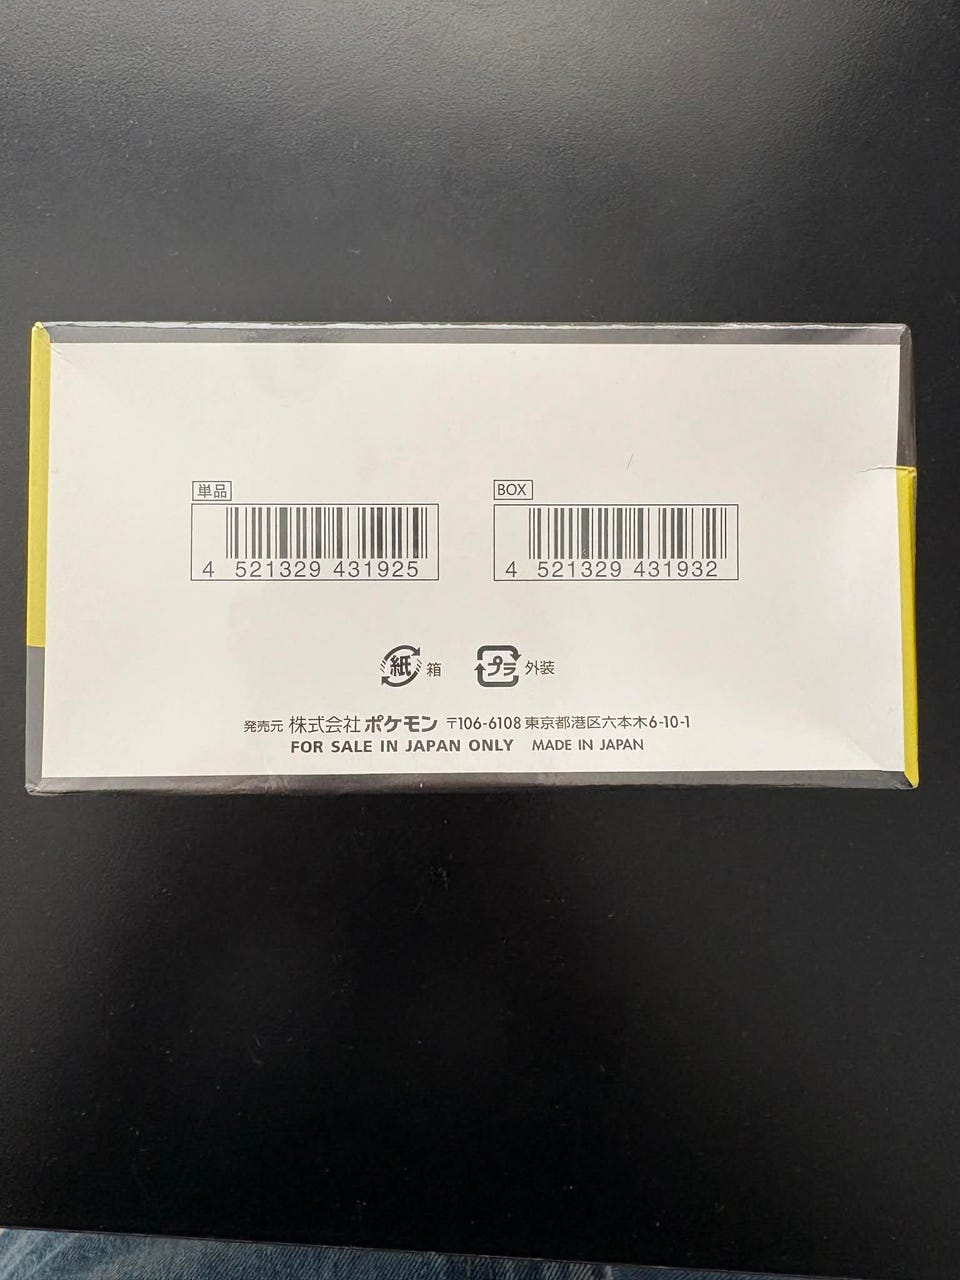 単品
4 521329 431925
BOX
4 521329 431932
紙 箱
プラ 外装
発売元 株式会社ポケモン 〒106-6108 東京都港区六本木6-10-1
FOR SALE IN JAPAN ONLY MADE IN JAPAN